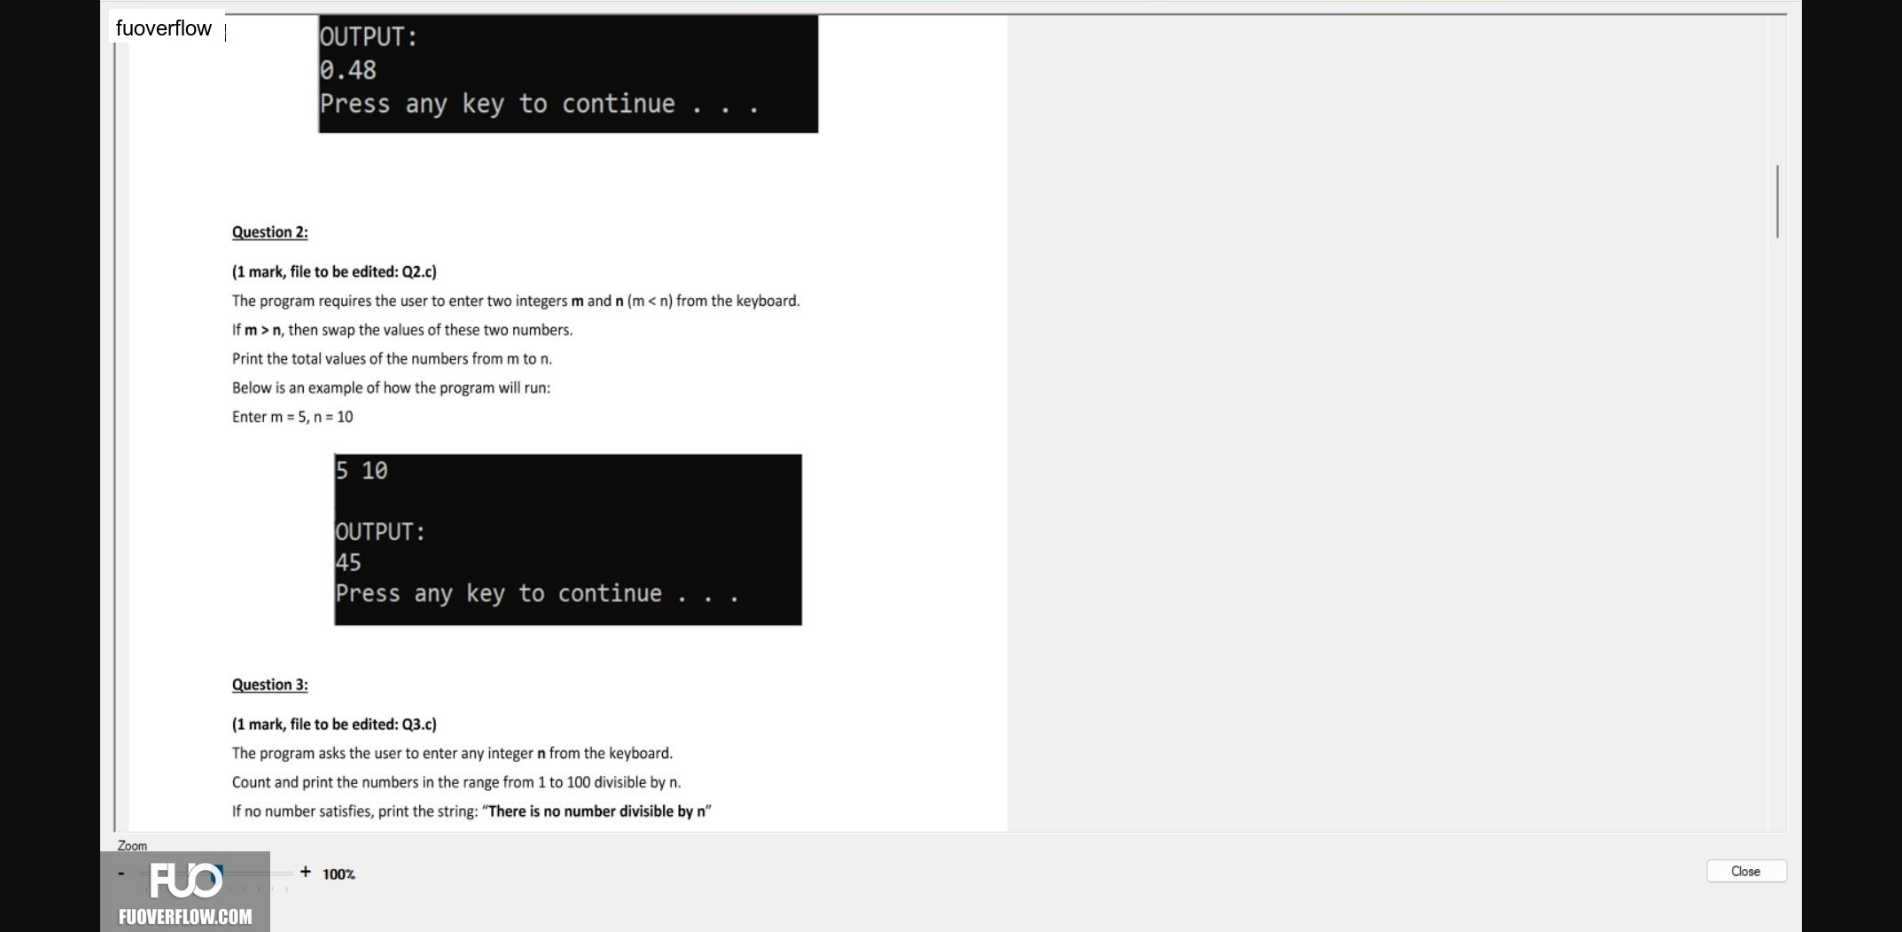 fuoverflow
OUTPUT:
0.48
Press any key to continue . . .
Question 2:
(1 mark, file to be edited: Q2.c)
The program requires the user to enter two integers m and n (m < n) from the keyboard.
If m > n, then swap the values of these two numbers.
Print the total values of the numbers from m to n.
Below is an example of how the program will run:
Enter m = 5, n = 10
5 10
OUTPUT:
45
Press any key to continue . . .
Question 3:
(1 mark, file to be edited: Q3.c)
The program asks the user to enter any integer n from the keyboard.
Count and print the numbers in the range from 1 to 100 divisible by n.
If no number satisfies, print the string: “There is no number divisible by n”
Zoom
- + 100%
Close
FUO
FUOVERFLOW.COM